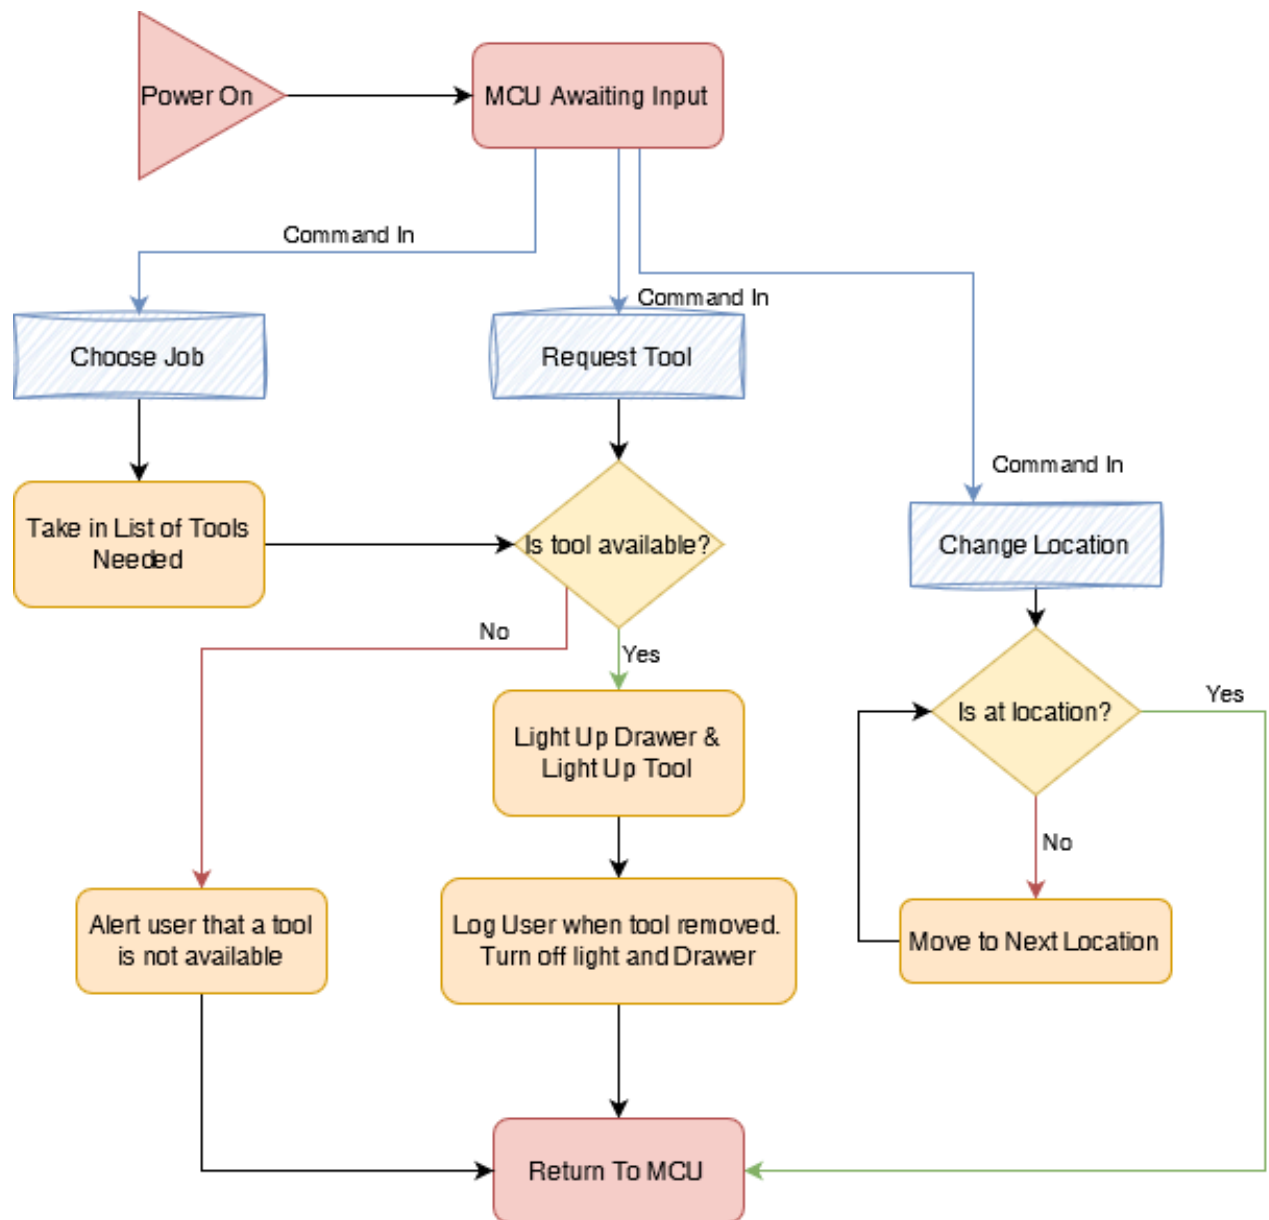 Power On
MCU Awaiting Input
Command In
Command In
Choose Job
Request Tool
Command In
Take in List of Tools
Needed
Is tool available?
Change Location
No
Yes
Yes
Light Up Drawer &
Light Up Tool
Is at location?
No
Alert user that a tool
is not available
Log User when tool removed.
Turn off light and Drawer
Move to Next Location
Return To MCU